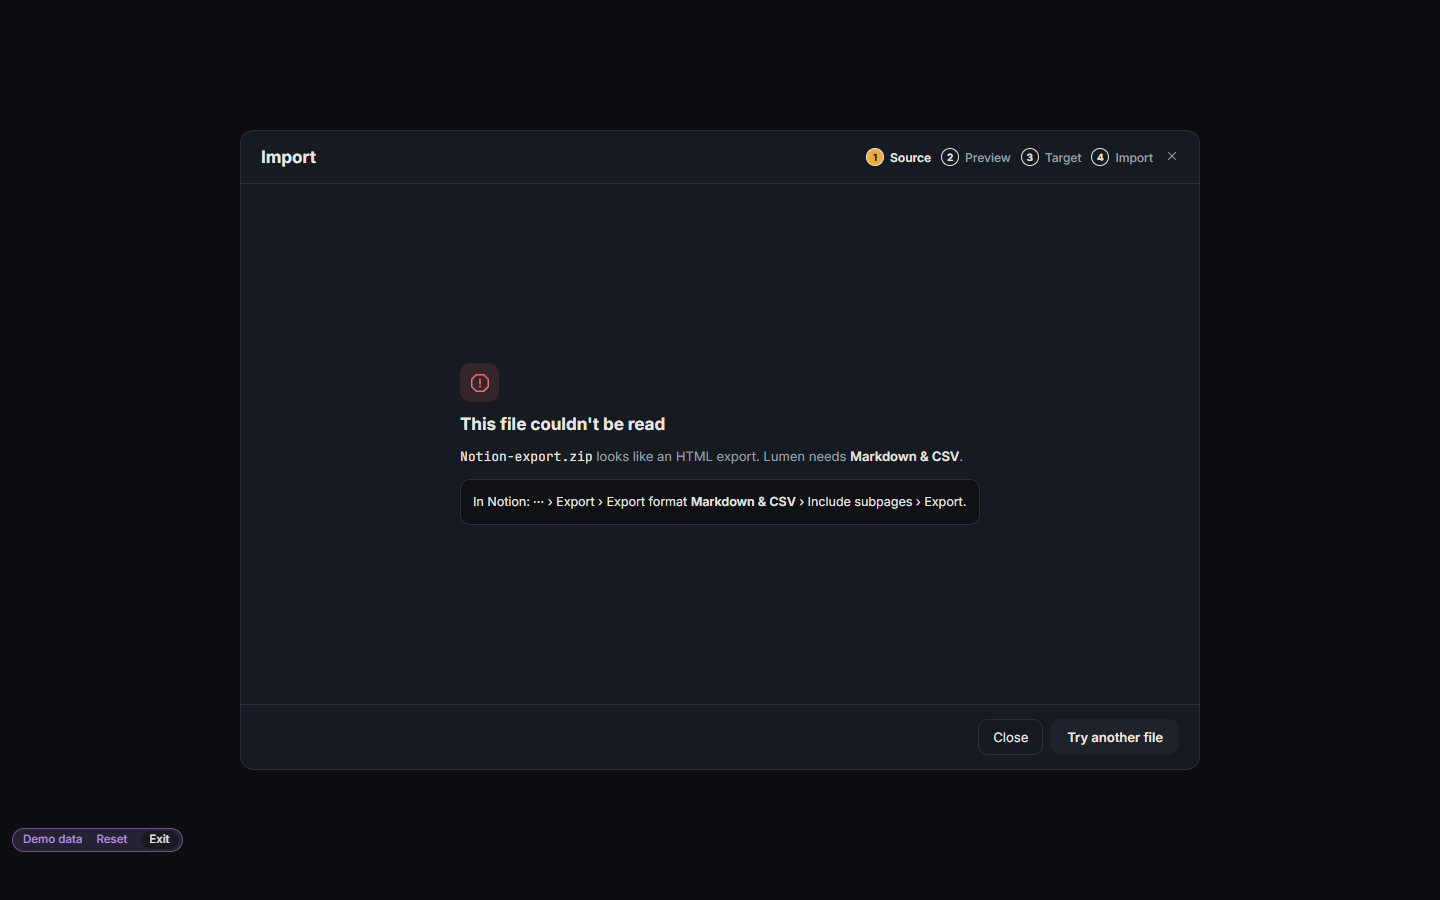 Import
1 Source 2 Preview 3 Target 4 Import
This file couldn't be read
Notion-export.zip looks like an HTML export. Lumen needs Markdown & CSV.
In Notion: ··· › Export › Export format Markdown & CSV › Include subpages › Export.
Close Try another file
Demo data Reset Exit